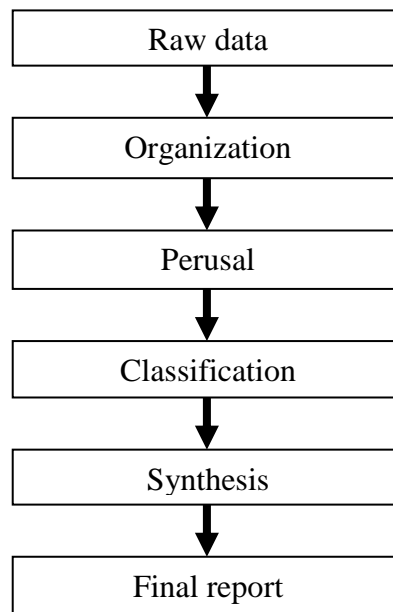 Raw data
Organization
Perusal
Classification
Synthesis
Final report